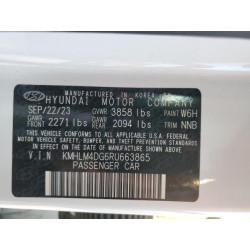 MANUFACTURED IN KOREA BY
HYUNDAI MOTOR COMPANY
SEP/22/23 GVWR 3858 lbs PAINT W6H
GAWR FRT 2271 lbs GAWR RR 2094 lbs TRIM NNB
THIS VEHICLE CONFORMS TO ALL APPLICABLE U.S. FEDERAL MOTOR VEHICLE
SAFETY, BUMPER, AND THEFT PREVENTION STANDARDS IN EFFECT ON THE
DATE OF MANUFACTURE SHOWN ABOVE.
V.I.N KMHLM4DG6RU663865
PASSENGER CAR